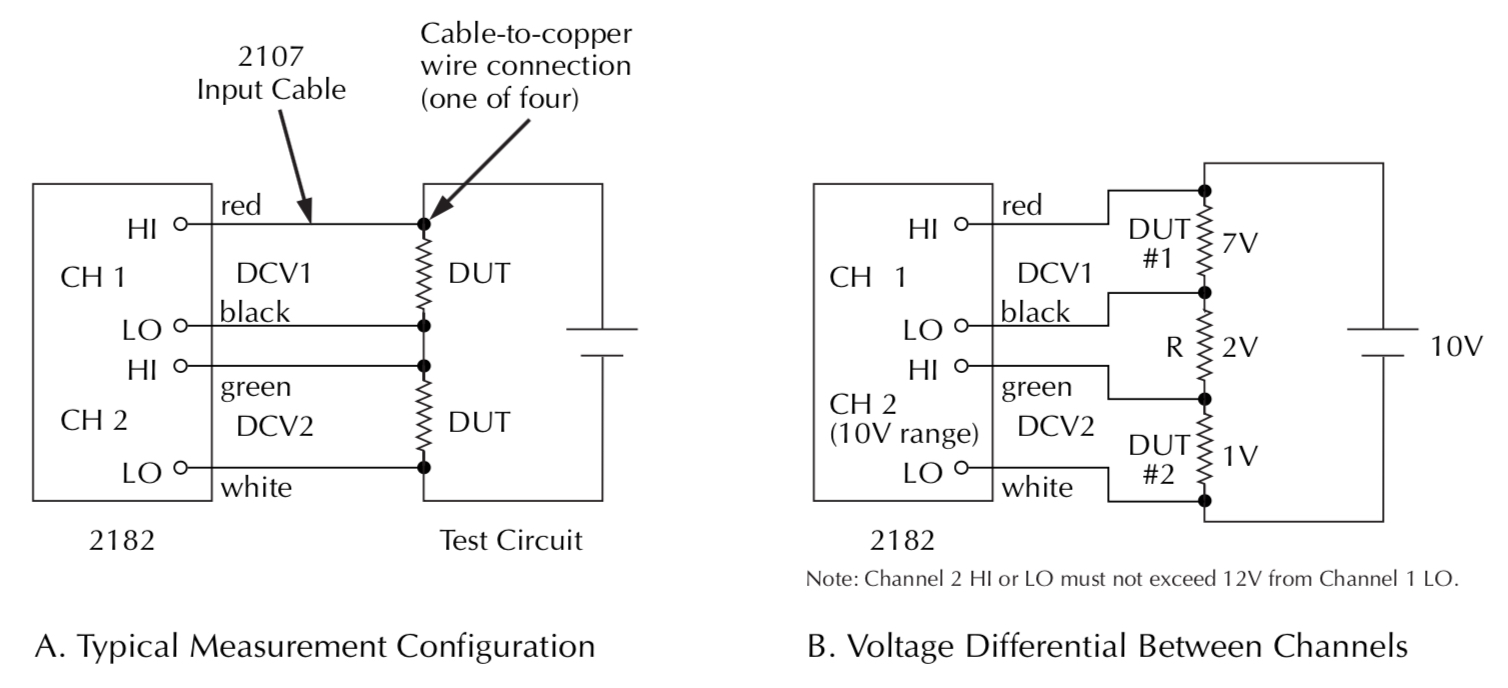 2107
Input Cable
Cable-to-copper
wire connection
(one of four)
HI
red
CH 1
DCV1
DUT
LO
black
HI
green
CH 2
DCV2
DUT
LO
white
2182
Test Circuit
A. Typical Measurement Configuration
HI
red
DUT
#1
7V
CH 1
DCV1
LO
black
R
2V
10V
HI
green
CH 2
(10V range)
DCV2
DUT
#2
1V
LO
white
2182
Note: Channel 2 HI or LO must not exceed 12V from Channel 1 LO.
B. Voltage Differential Between Channels